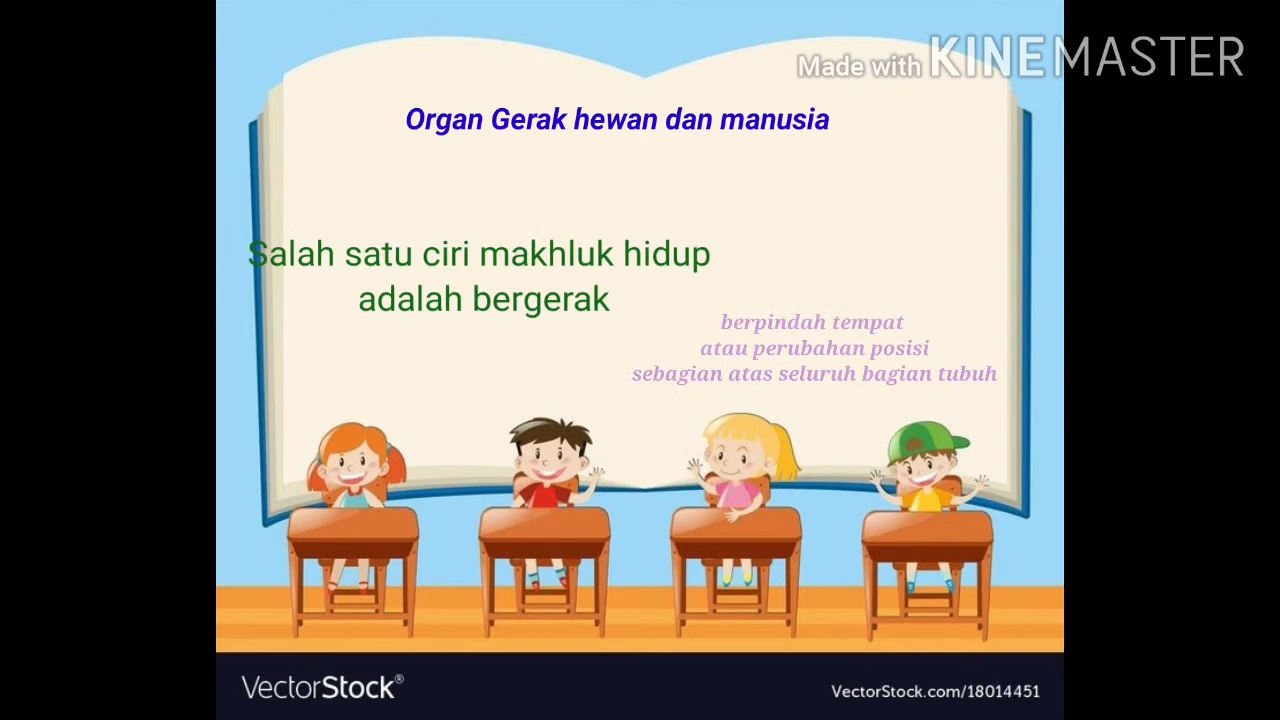 Made with KINEMASTER
Organ Gerak hewan dan manusia
Salah satu ciri makhluk hidup
adalah bergerak
berpindah tempat
atau perubahan posisi
sebagian atas seluruh bagian tubuh
VectorStock®
VectorStock.com/18014451